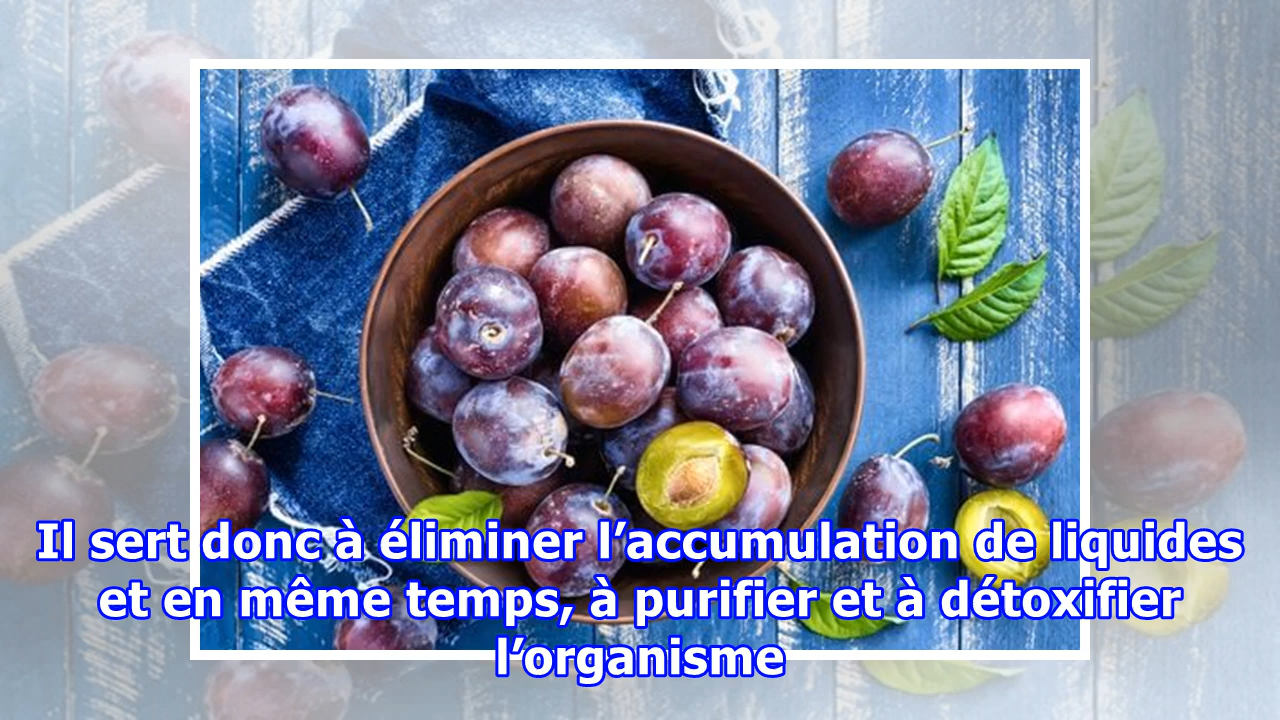 Il sert donc à éliminer l’accumulation de liquides
et en même temps, à purifier et à détoxifier
l’organisme